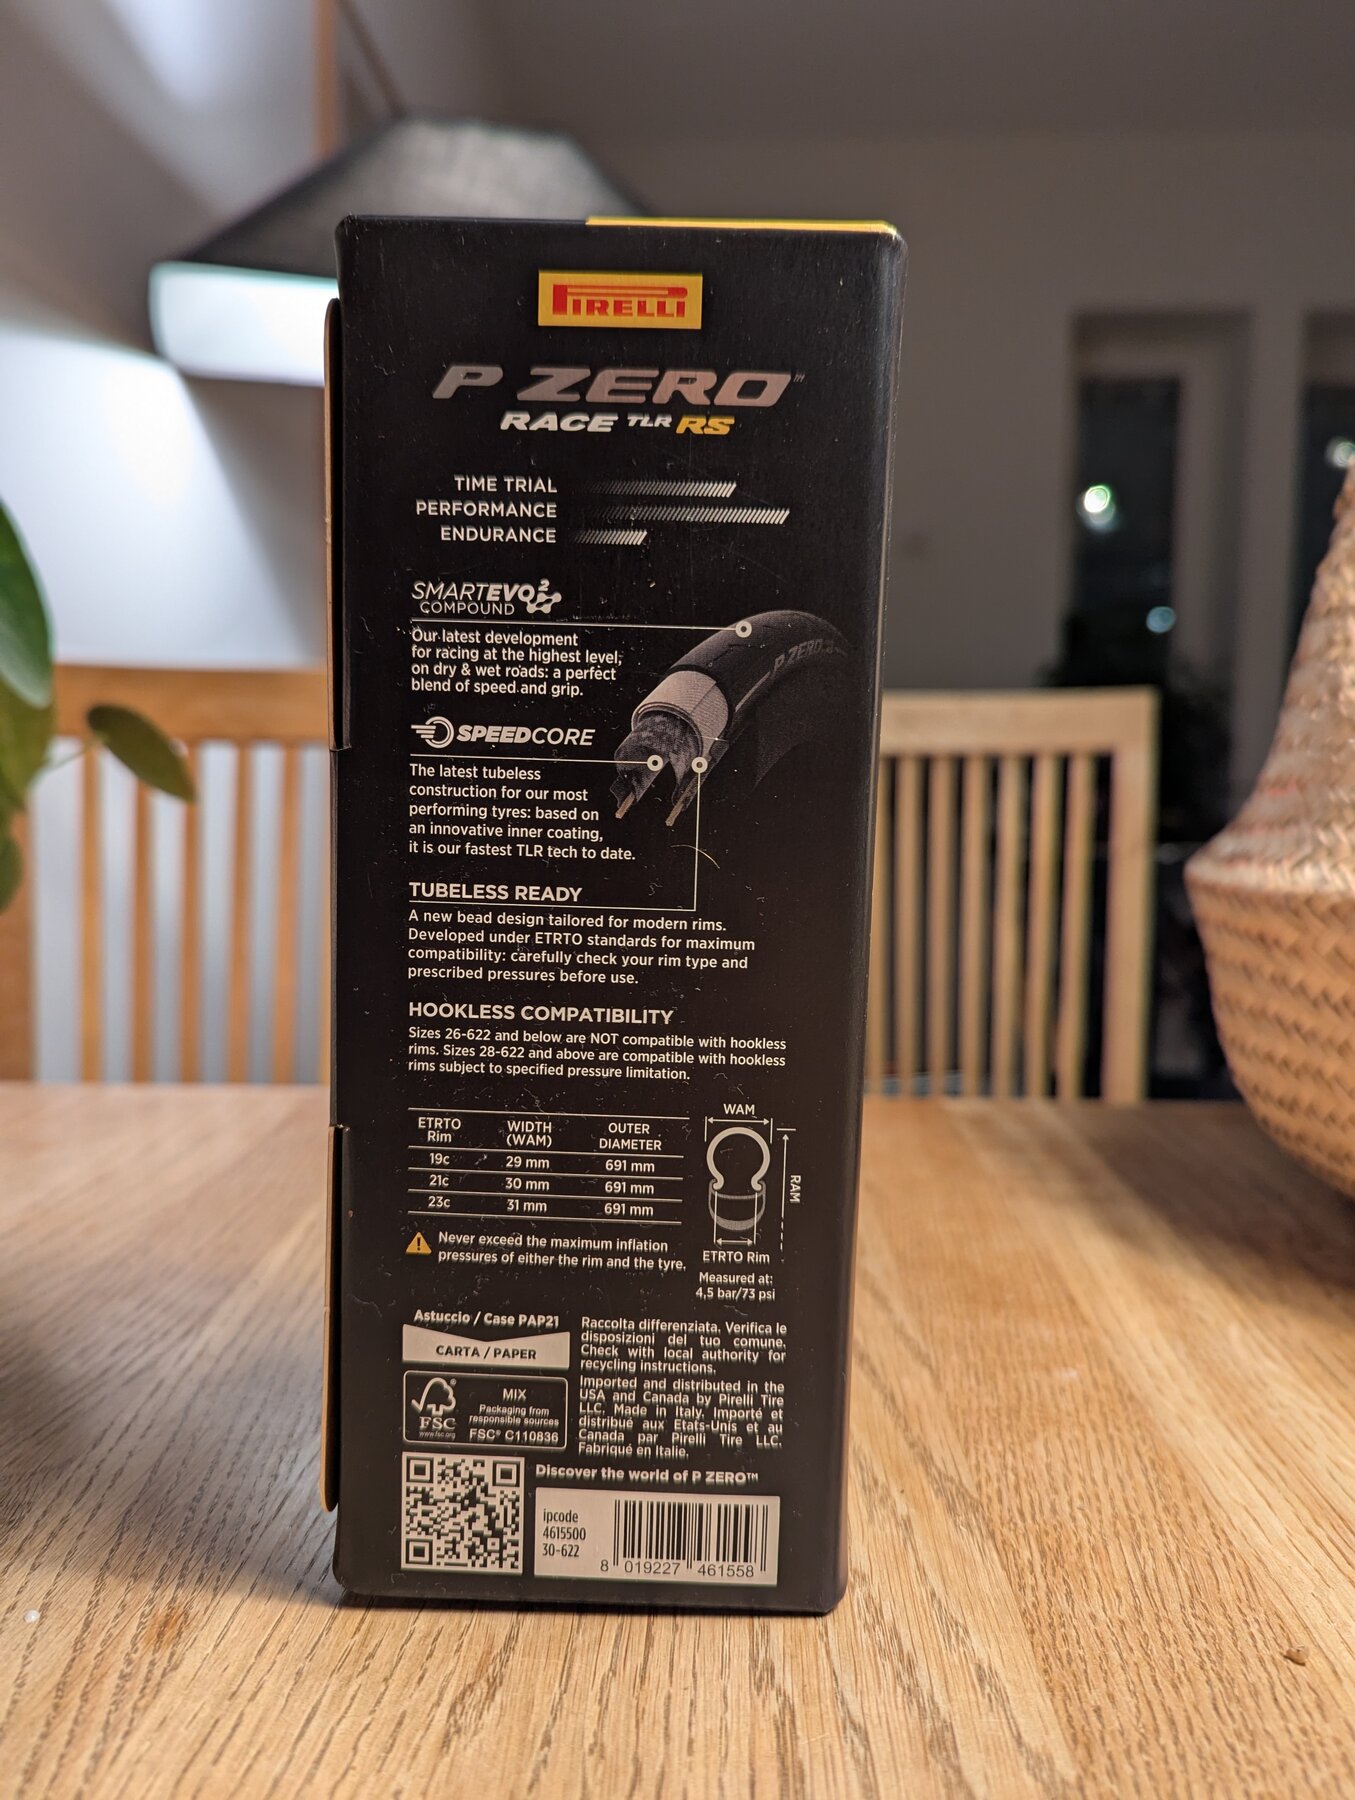 PIRELLI
P ZERO™
RACE TLR RS
TIME TRIAL
PERFORMANCE
ENDURANCE
SMARTEVO2
COMPOUND
Our latest development
for racing at the highest level,
on dry & wet roads: a perfect
blend of speed and grip.
P ZERO
SPEEDCORE
The latest tubeless
construction for our most
performing tyres: based on
an innovative inner coating,
it is our fastest TLR tech to date.
TUBELESS READY
A new bead design tailored for modern rims.
Developed under ETRTO standards for maximum
compatibility: carefully check your rim type and
prescribed pressures before use.
HOOKLESS COMPATIBILITY
Sizes 26-622 and below are NOT compatible with hookless
rims. Sizes 28-622 and above are compatible with hookless
rims subject to specified pressure limitation.
ETRTO Rim WIDTH (WAM) OUTER DIAMETER
19c 29 mm 691 mm
21c 30 mm 691 mm
23c 31 mm 691 mm
WAM
RAM
ETRTO Rim
Measured at:
4,5 bar/73 psi
Never exceed the maximum inflation
pressures of either the rim and the tyre.
Astuccio / Case PAP21
CARTA / PAPER
FSC
www.fsc.org
MIX
Packaging from
responsible sources
FSC® C110836
Raccolta differenziata. Verifica le
disposizioni del tuo comune.
Check with local authority for
recycling instructions.
Imported and distributed in the
USA and Canada by Pirelli Tire
LLC. Made in Italy. Importé et
distribué aux Etats-Unis et au
Canada par Pirelli Tire LLC.
Fabriqué en Italie.
Discover the world of P ZERO™
ipcode
4615500
30-622
8 019227 461558